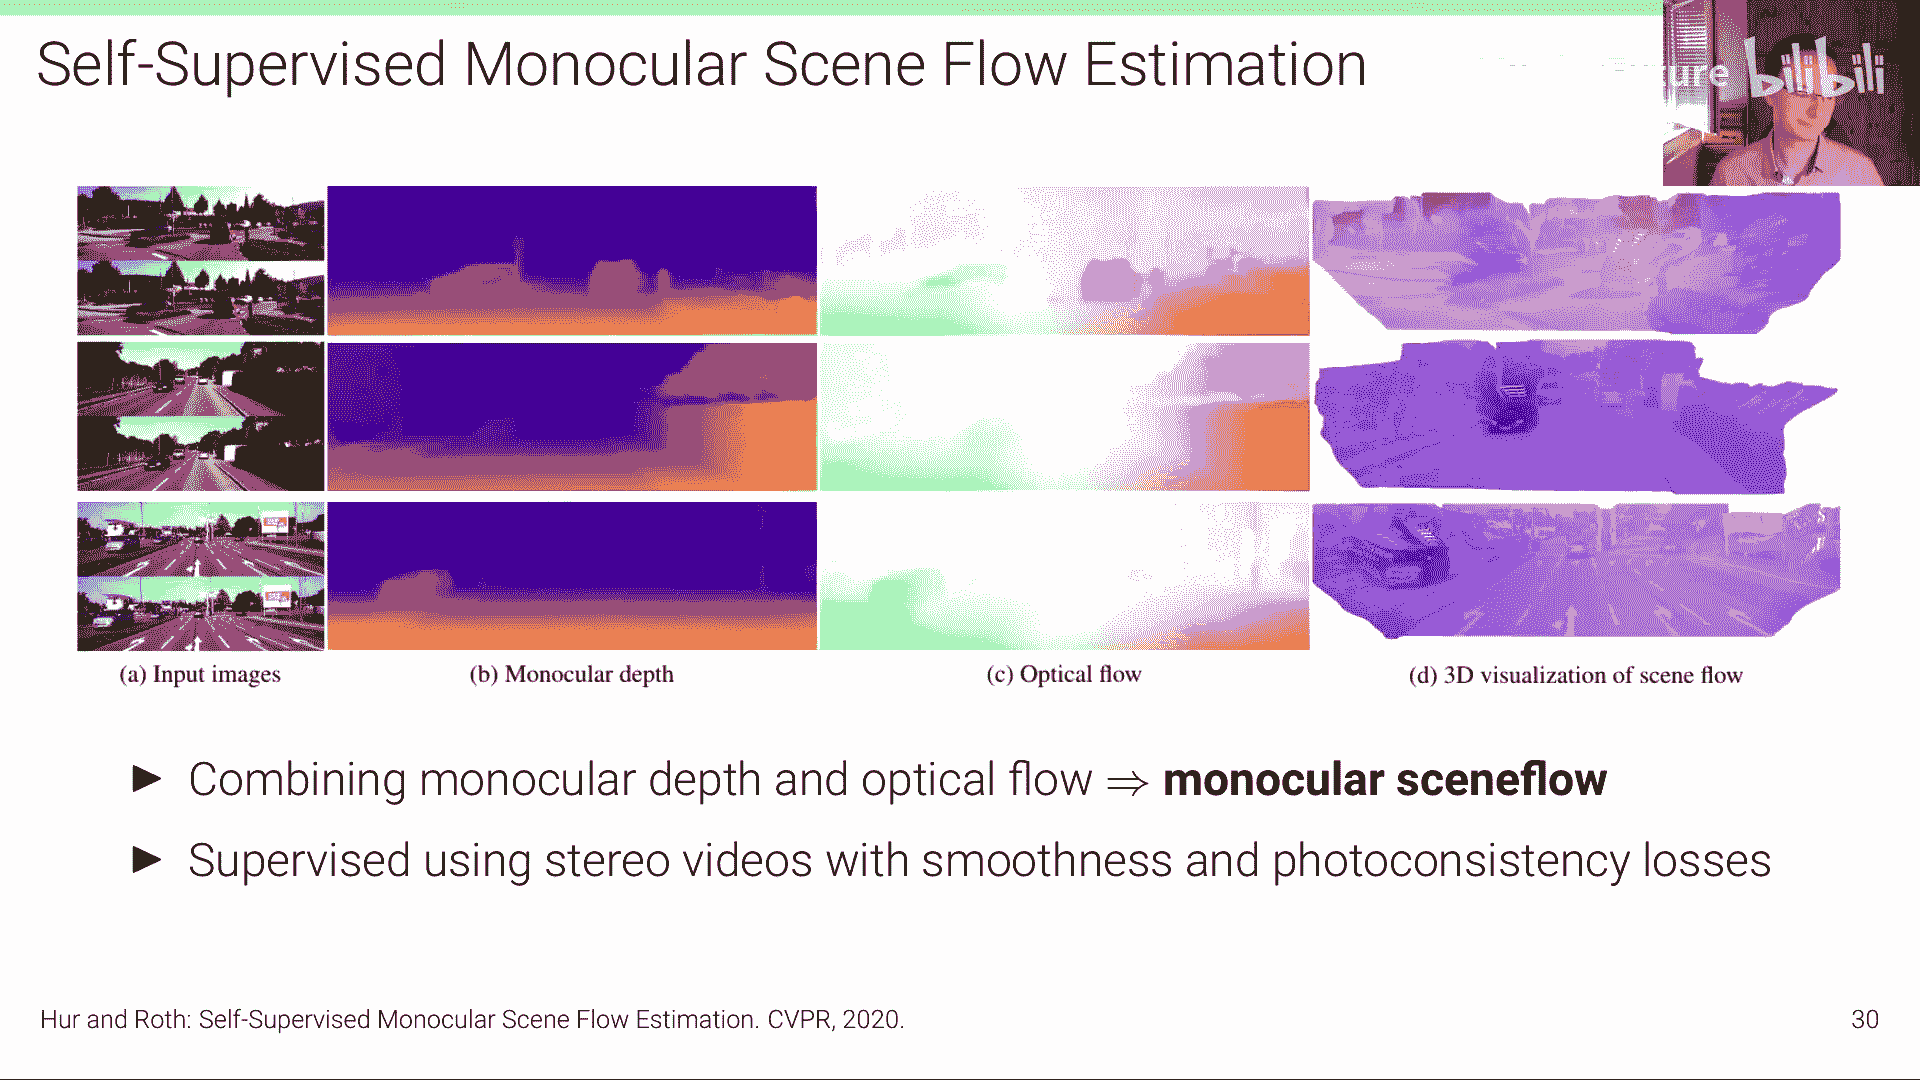 Self-Supervised Monocular Scene Flow Estimation
bilibili
(a) Input images
(b) Monocular depth
(c) Optical flow
(d) 3D visualization of scene flow
► Combining monocular depth and optical flow ⇒ monocular sceneflow
► Supervised using stereo videos with smoothness and photoconsistency losses
Hur and Roth: Self-Supervised Monocular Scene Flow Estimation. CVPR, 2020.
30